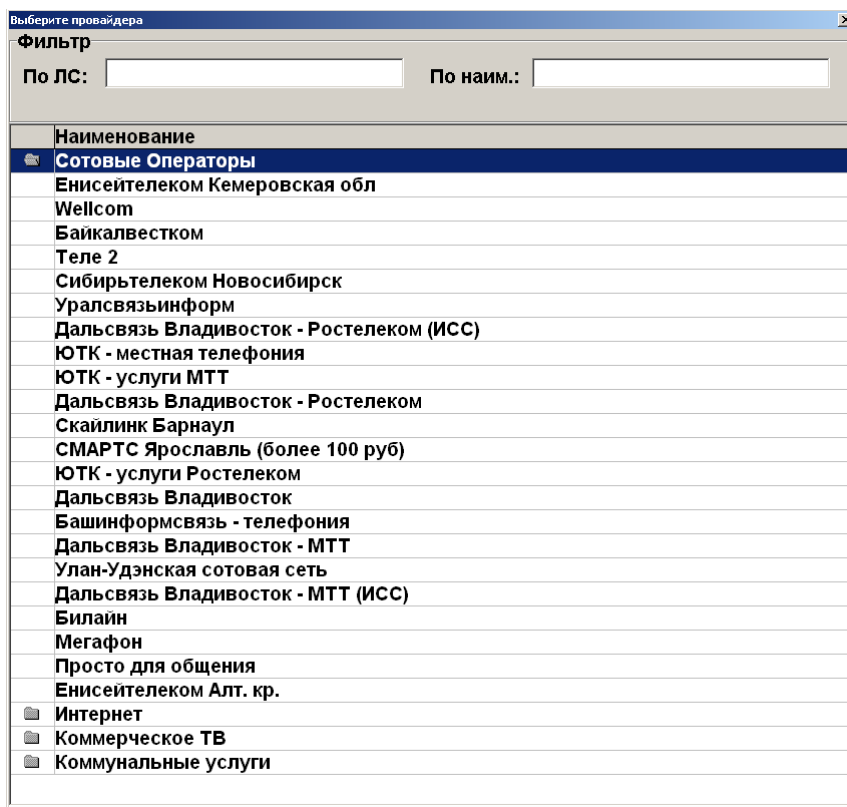 Выберите провайдера
Фильтр
По ЛС: По наим.:
Наименование
Сотовые Операторы
Енисейтелеком Кемеровская обл
Wellcom
Байкалвестком
Теле 2
Сибирьтелеком Новосибирск
Уралсвязьинформ
Дальсвязь Владивосток - Ростелеком (ИСС)
ЮТК - местная телефония
ЮТК - услуги МТТ
Дальсвязь Владивосток - Ростелеком
Скайлинк Барнаул
СМАРТС Ярославль (более 100 руб)
ЮТК - услуги Ростелеком
Дальсвязь Владивосток
Башинформсвязь - телефония
Дальсвязь Владивосток - МТТ
Улан-Удэнская сотовая сеть
Дальсвязь Владивосток - МТТ (ИСС)
Билайн
Мегафон
Просто для общения
Енисейтелеком Алт. кр.
Интернет
Коммерческое ТВ
Коммунальные услуги